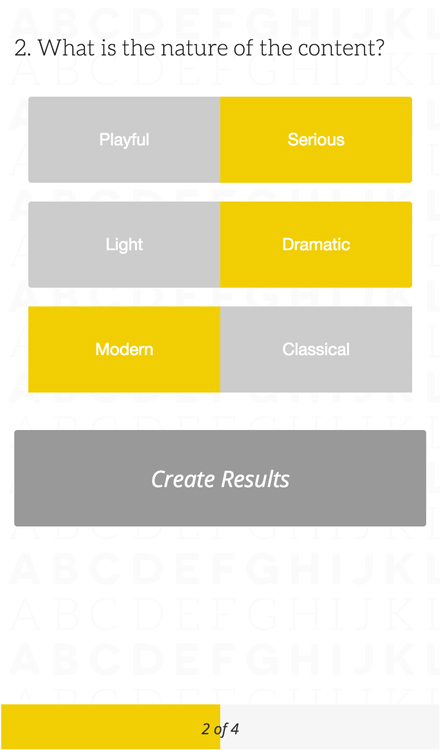 2. What is the nature of the content?
Playful
Serious
Light
Dramatic
Modern
Classical
Create Results
2 of 4